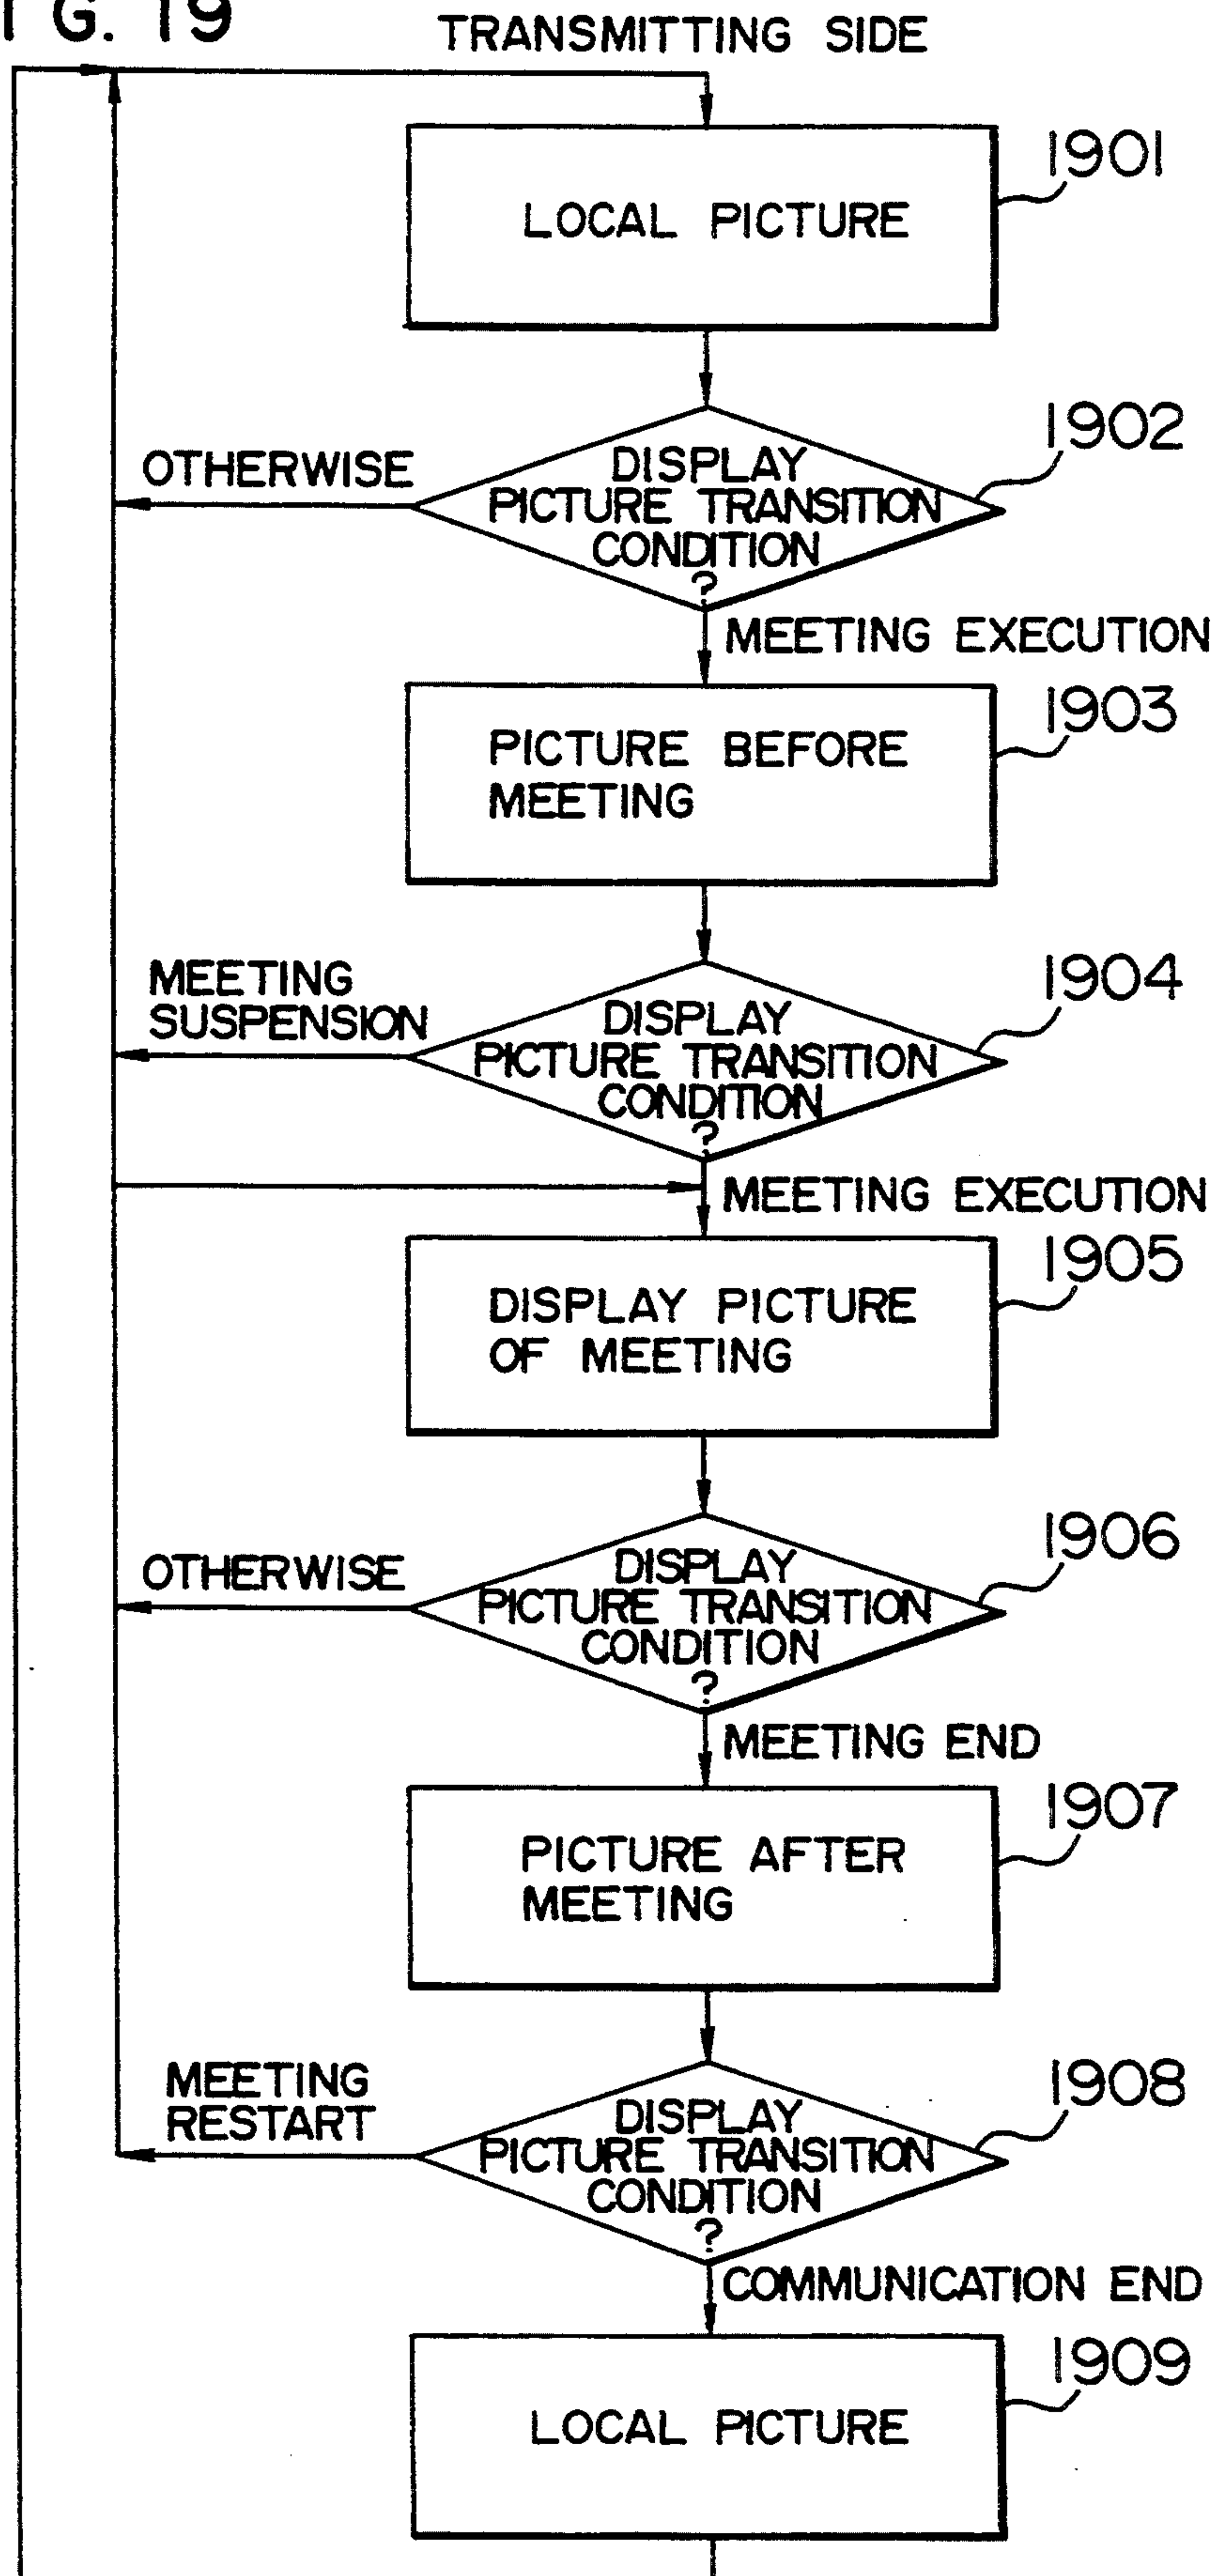 FIG. 19
TRANSMITTING SIDE
1901
LOCAL PICTURE
1902
OTHERWISE
DISPLAY
PICTURE TRANSITION
CONDITION
?
MEETING EXECUTION
1903
PICTURE BEFORE
MEETING
1904
MEETING
SUSPENSION
DISPLAY
PICTURE TRANSITION
CONDITION
?
MEETING EXECUTION
1905
DISPLAY PICTURE
OF MEETING
1906
OTHERWISE
DISPLAY
PICTURE TRANSITION
CONDITION
?
MEETING END
1907
PICTURE AFTER
MEETING
1908
MEETING
RESTART
DISPLAY
PICTURE TRANSITION
CONDITION
?
COMMUNICATION END
1909
LOCAL PICTURE